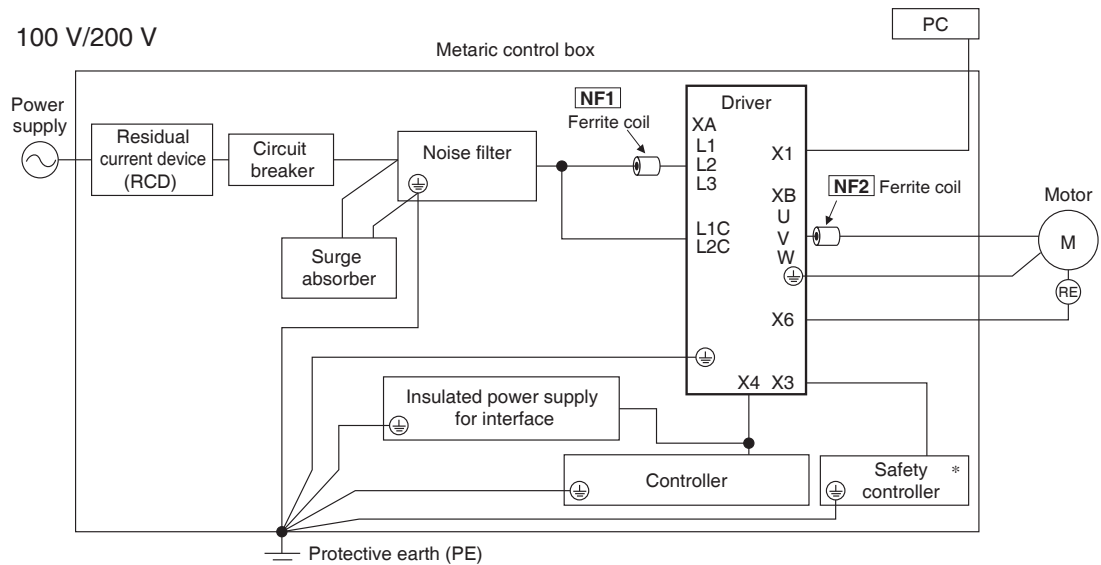 100 V/200 V
PC
Metaric control box
Power
supply
Residual
current device
(RCD)
Circuit
breaker
Noise filter
Surge
absorber
NF1
Ferrite coil
Driver
XA
L1
L2
L3
L1C
L2C
X1
XB
U
V
W
X6
X4 X3
NF2 Ferrite coil
Motor
M
RE
Insulated power supply
for interface
Controller
Safety *
controller
Protective earth (PE)